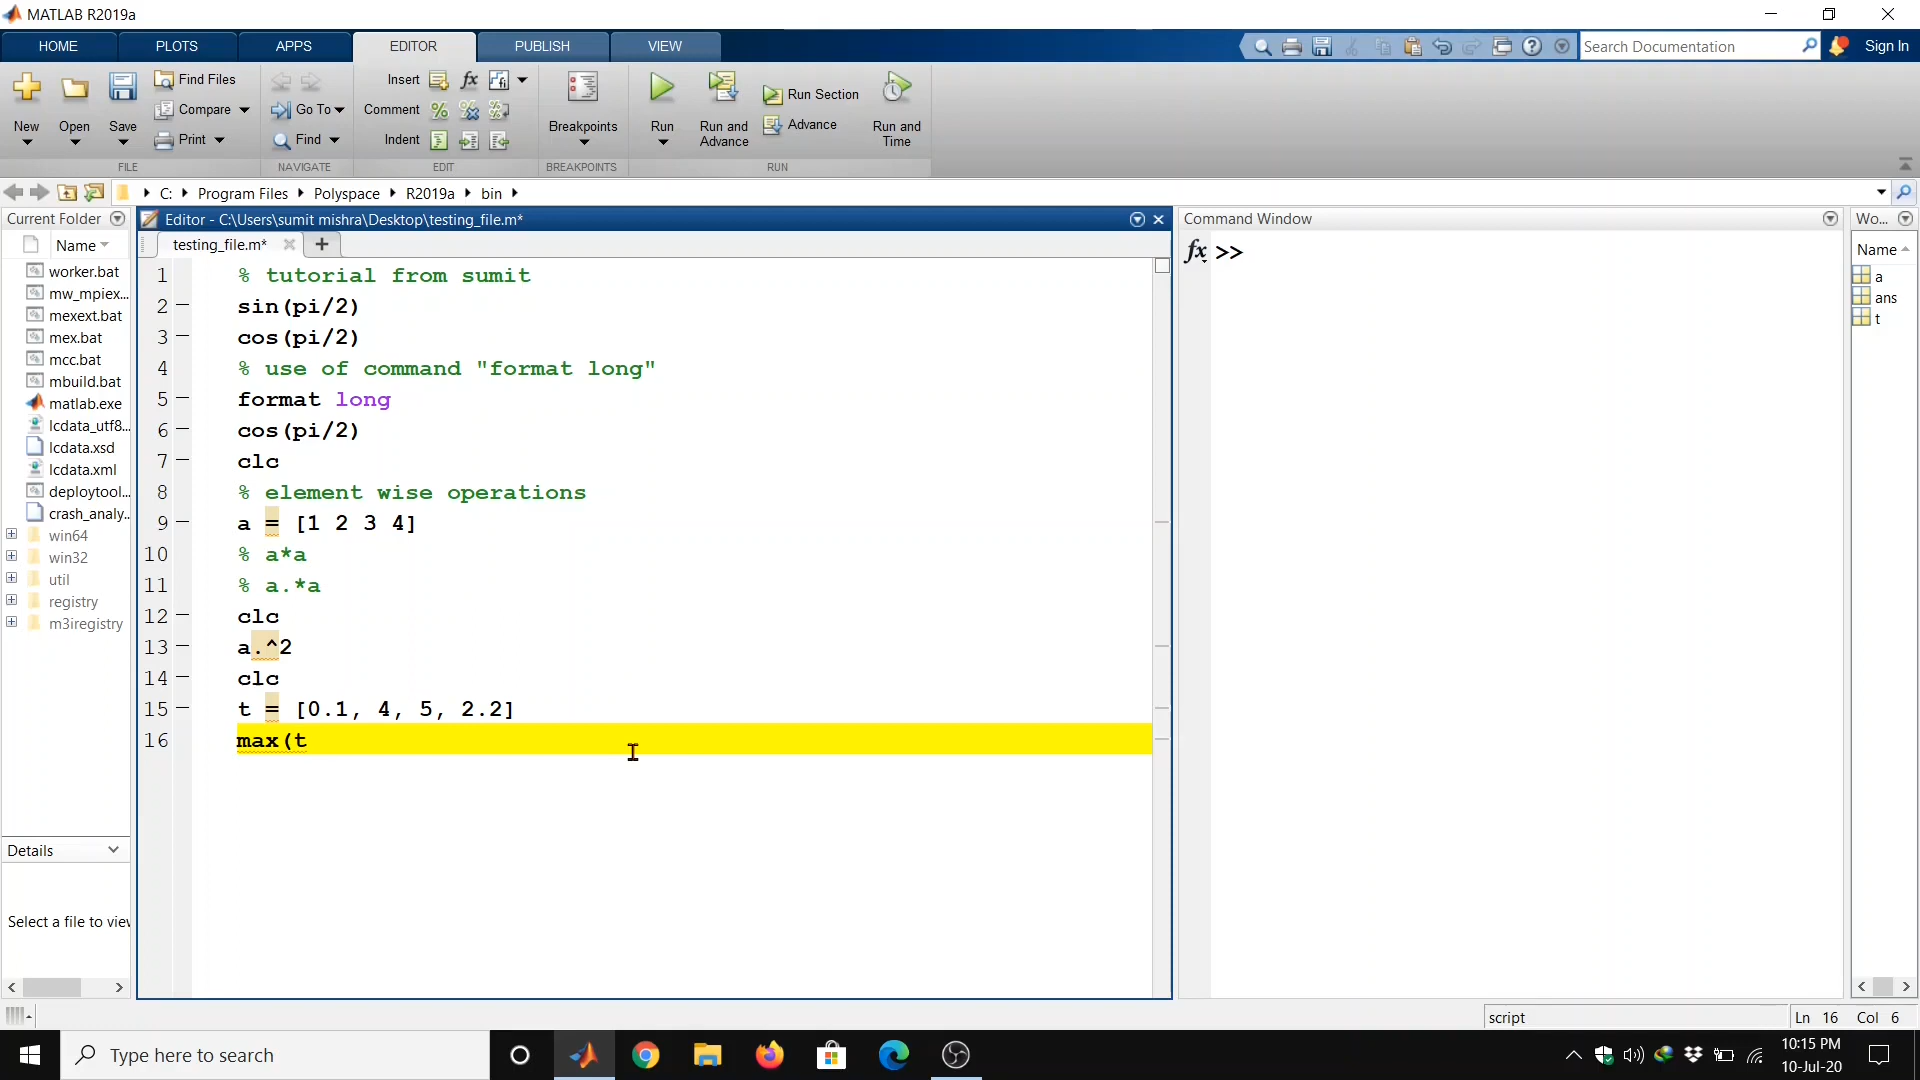 MATLAB R2019a
HOME PLOTS APPS EDITOR PUBLISH VIEW
Search Documentation
Sign In
New
Open
Save
Find Files
Compare
Print
FILE
Go To
Find
NAVIGATE
Insert
Comment
Indent
EDIT
Breakpoints
BREAKPOINTS
Run
Run and
Advance
Run Section
Advance
Run and
Time
RUN
C: Program Files Polyspace R2019a bin
Current Folder
Name
worker.bat
mw_mpiex...
mexext.bat
mex.bat
mcc.bat
mbuild.bat
matlab.exe
lcdata_utf8...
lcdata.xsd
lcdata.xml
deploytool...
crash_analy...
win64
win32
util
registry
m3iregistry
Details
Select a file to view
Editor - C:\Users\sumit mishra\Desktop\testing_file.m*
testing_file.m*
1 % tutorial from sumit
2 sin(pi/2)
3 cos(pi/2)
4 % use of command "format long"
5 format long
6 cos(pi/2)
7 clc
8 % element wise operations
9 a = [1 2 3 4]
10 % a*a
11 % a.*a
12 clc
13 a.^2
14 clc
15 t = [0.1, 4, 5, 2.2]
16 max(t
Command Window
fx >>
Wo...
Name
a
ans
t
script
Ln 16 Col 6
Type here to search
10:15 PM
10-Jul-20